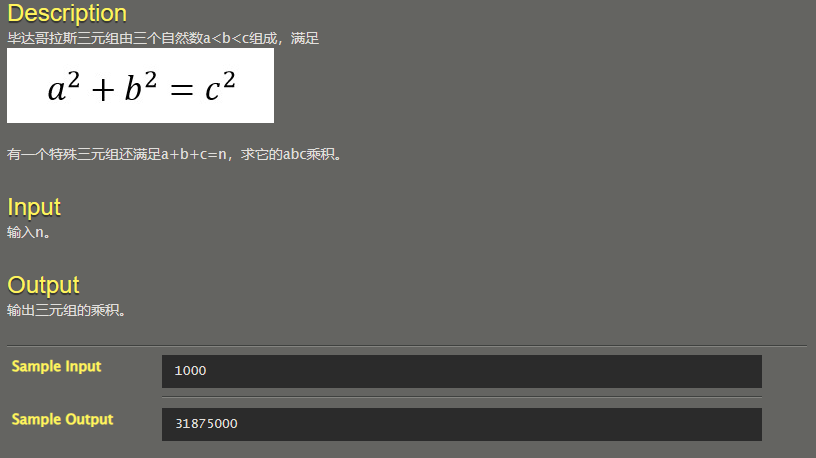 Description
毕达哥拉斯三元组由三个自然数a<b<c组成，满足
a² + b² = c²
有一个特殊三元组还满足a+b+c=n，求它的abc乘积。
Input
输入n。
Output
输出三元组的乘积。
Sample Input
1000
Sample Output
31875000